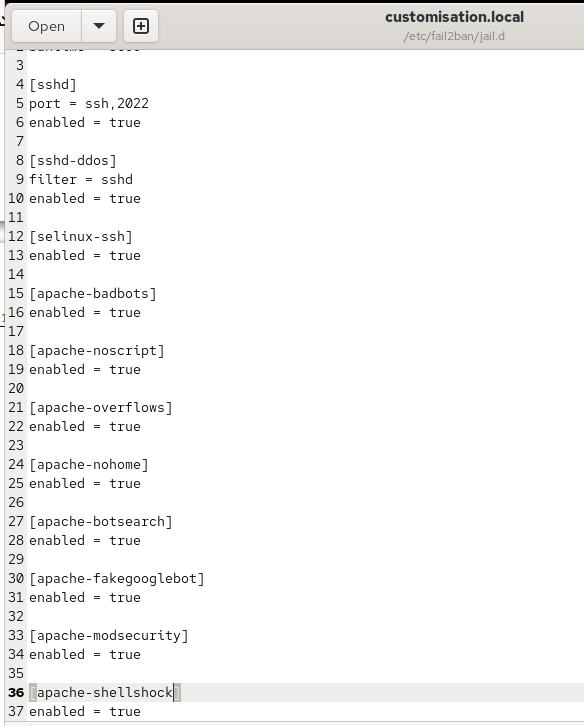 Open
customisation.local
/etc/fail2ban/jail.d
3
4 [sshd]
5 port = ssh,2022
6 enabled = true
7
8 [sshd-ddos]
9 filter = sshd
10 enabled = true
11
12 [selinux-ssh]
13 enabled = true
14
15 [apache-badbots]
16 enabled = true
17
18 [apache-noscript]
19 enabled = true
20
21 [apache-overflows]
22 enabled = true
23
24 [apache-nohome]
25 enabled = true
26
27 [apache-botsearch]
28 enabled = true
29
30 [apache-fakegooglebot]
31 enabled = true
32
33 [apache-modsecurity]
34 enabled = true
35
36 [apache-shellshock]
37 enabled = true